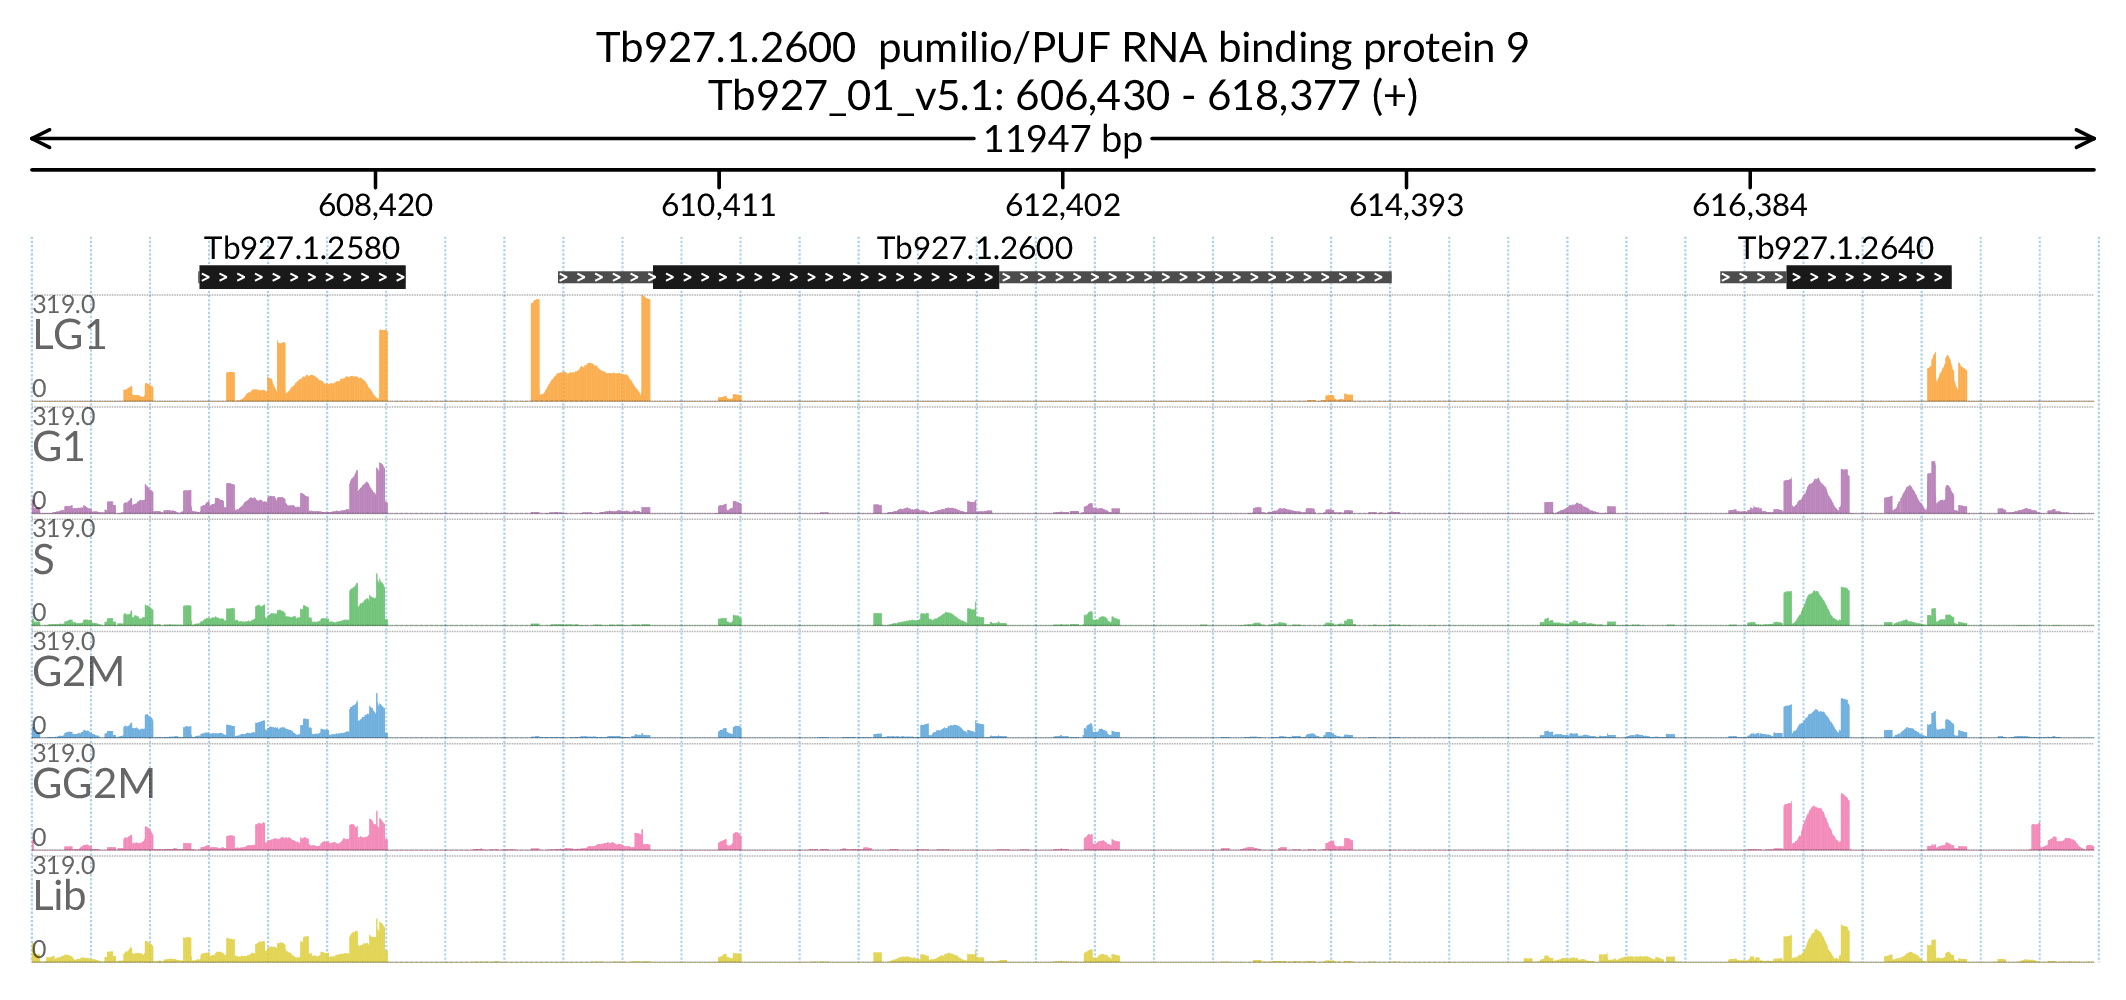 Tb927.1.2600  pumilio/PUF RNA binding protein 9
Tb927_01_v5.1: 606,430 - 618,377 (+)
11947 bp
608,420 610,411 612,402 614,393 616,384
Tb927.1.2580 Tb927.1.2600 Tb927.1.2640
319.0
LG1
0
319.0
G1
0
319.0
S
0
319.0
G2M
0
319.0
GG2M
0
319.0
Lib
0